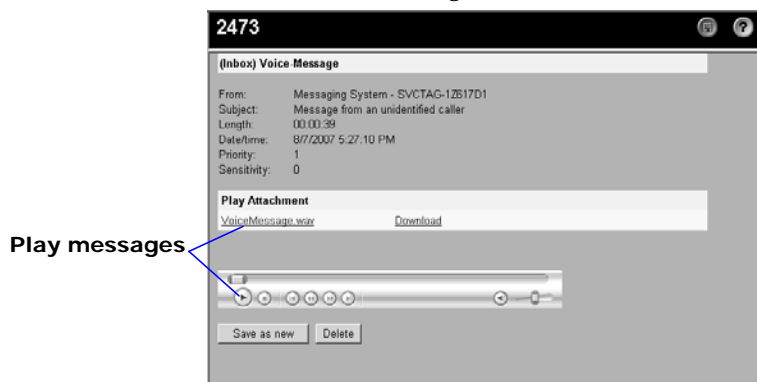 2473
(Inbox) Voice-Message
From: Messaging System - SVCTAG-1Z617D1
Subject: Message from an unidentified caller
Length: 00:00:39
Date/time: 8/7/2007 5:27:10 PM
Priority: 1
Sensitivity: 0
Play Attachment
VoiceMessage.wav Download
Play messages
Save as new Delete